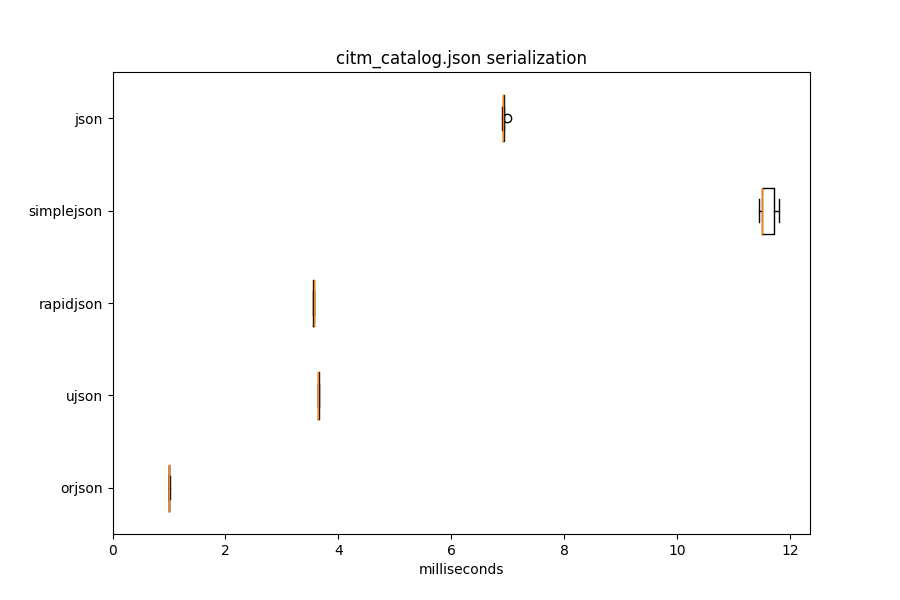 citm_catalog.json serialization
json
simplejson
rapidjson
ujson
orjson
0 2 4 6 8 10 12
milliseconds